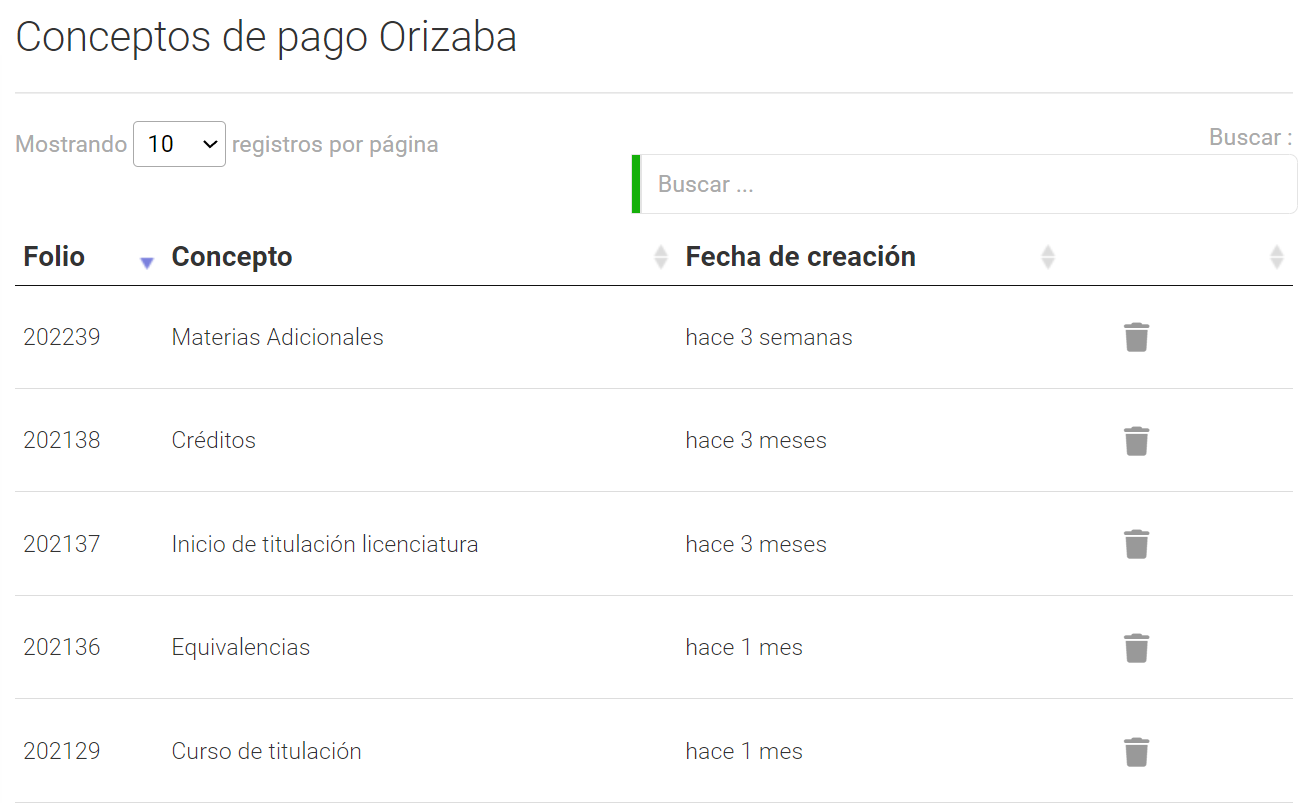 Conceptos de pago Orizaba
Mostrando 10 registros por página
Buscar :
Buscar ...
Folio Concepto Fecha de creación
202239 Materias Adicionales hace 3 semanas
202138 Créditos hace 3 meses
202137 Inicio de titulación licenciatura hace 3 meses
202136 Equivalencias hace 1 mes
202129 Curso de titulación hace 1 mes